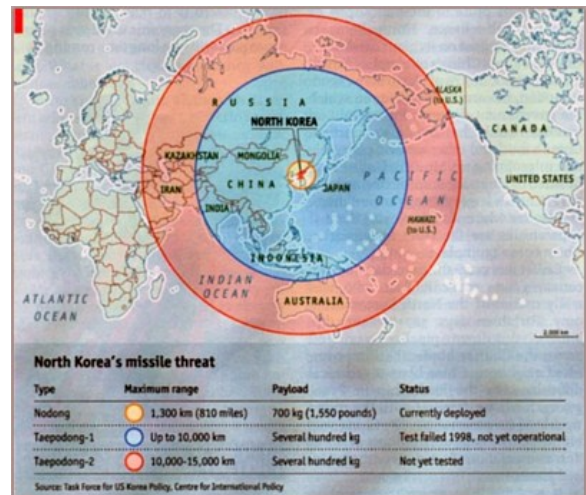 RUSSIA
ALASKA
(to U.S.)
NORTH KOREA
CANADA
KAZAKHSTAN
MONGOLIA
UNITED STATES
IRAN
CHINA
JAPAN
PACIFIC
OCEAN
INDIA
HAWAII
(to U.S.)
INDONESIA
INDIAN
OCEAN
ATLANTIC
OCEAN
AUSTRALIA
2,000 km
North Korea's missile threat
Type Maximum range Payload Status
Nodong 1,300 km (810 miles) 700 kg (1,550 pounds) Currently deployed
Taepodong-1 Up to 10,000 km Several hundred kg Test failed 1998, not yet operational
Taepodong-2 10,000-15,000 km Several hundred kg Not yet tested
Source: Task Force for US Korea Policy, Centre for International Policy